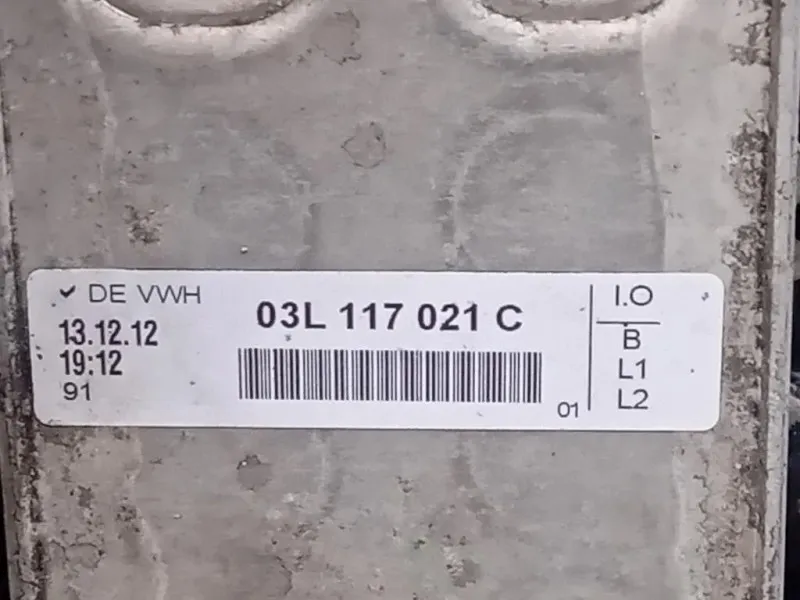 DE VWH
13.12.12
19:12
91
03L 117 021 C
01
I.O
B
L1
L2